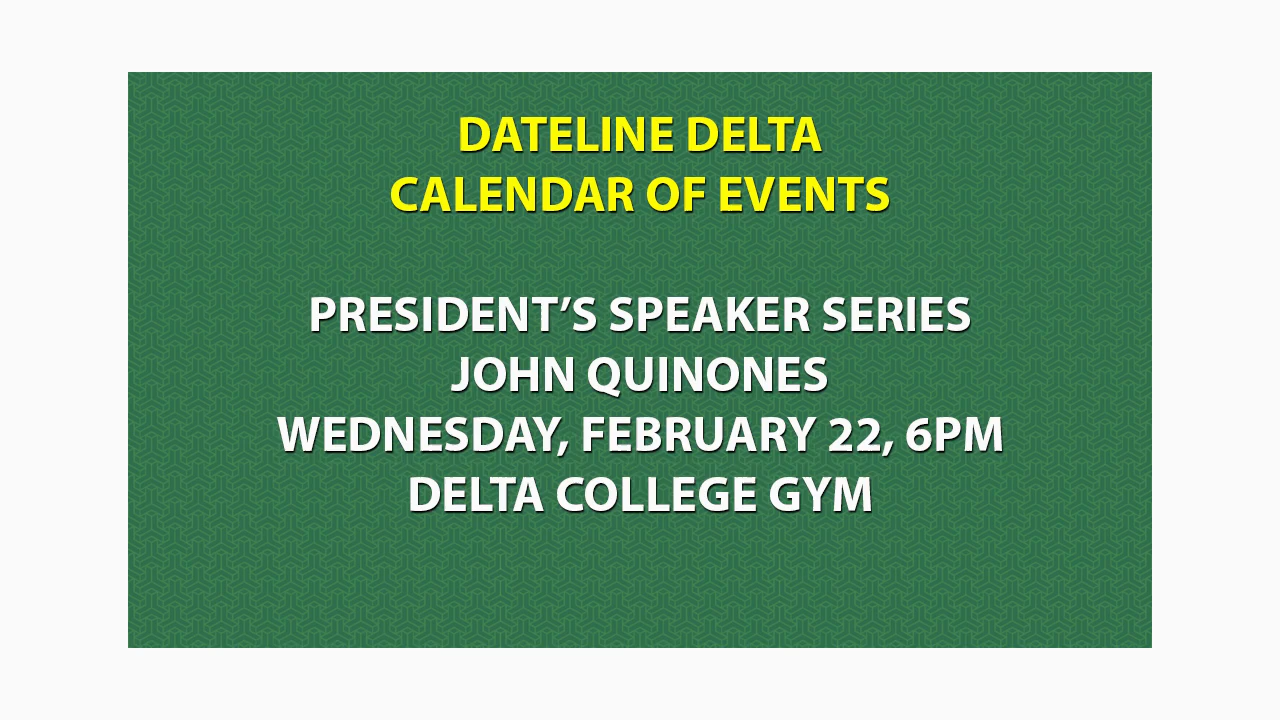 DATELINE DELTA
CALENDAR OF EVENTS
PRESIDENT’S SPEAKER SERIES
JOHN QUINONES
WEDNESDAY, FEBRUARY 22, 6PM
DELTA COLLEGE GYM